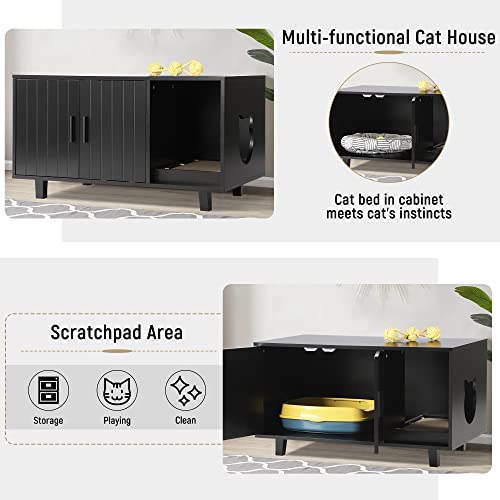 Multi-functional Cat House
Cat bed in cabinet
meets cat's instincts
Scratchpad Area
Storage
Playing
Clean